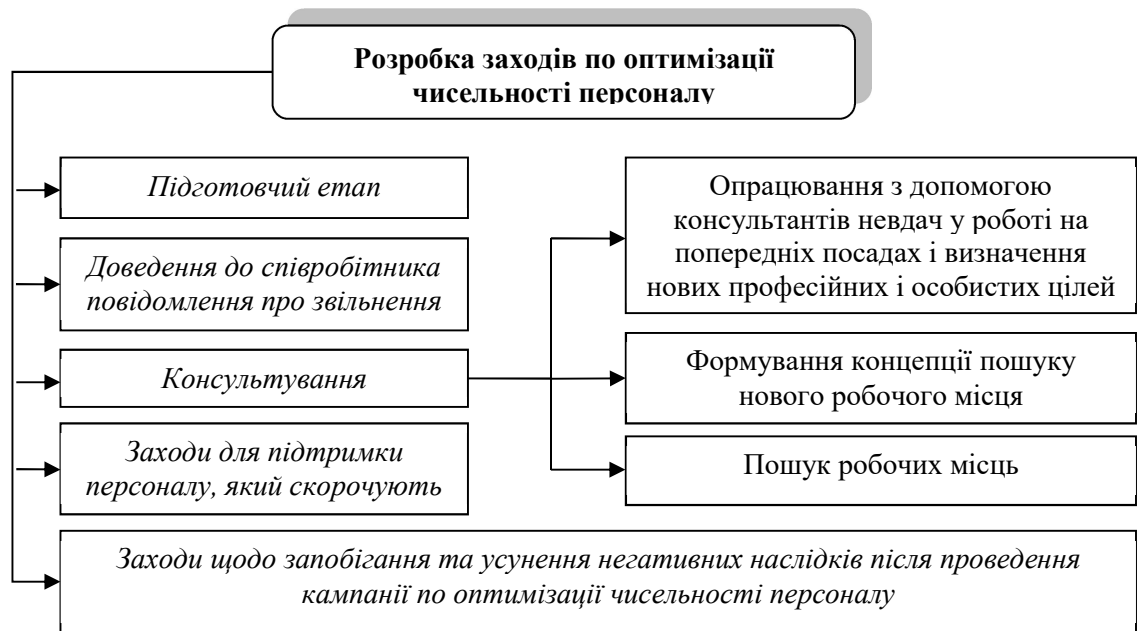 Розробка заходів по оптимізації
чисельності персоналу
Підготовчий етап
Доведення до співробітника
повідомлення про звільнення
Консультування
Заходи для підтримки
персоналу, який скорочують
Опрацювання з допомогою
консультантів невдач у роботі на
попередніх посадах і визначення
нових професійних і особистих цілей
Формування концепції пошуку
нового робочого місця
Пошук робочих місць
Заходи щодо запобігання та усунення негативних наслідків після проведення
кампанії по оптимізації чисельності персоналу